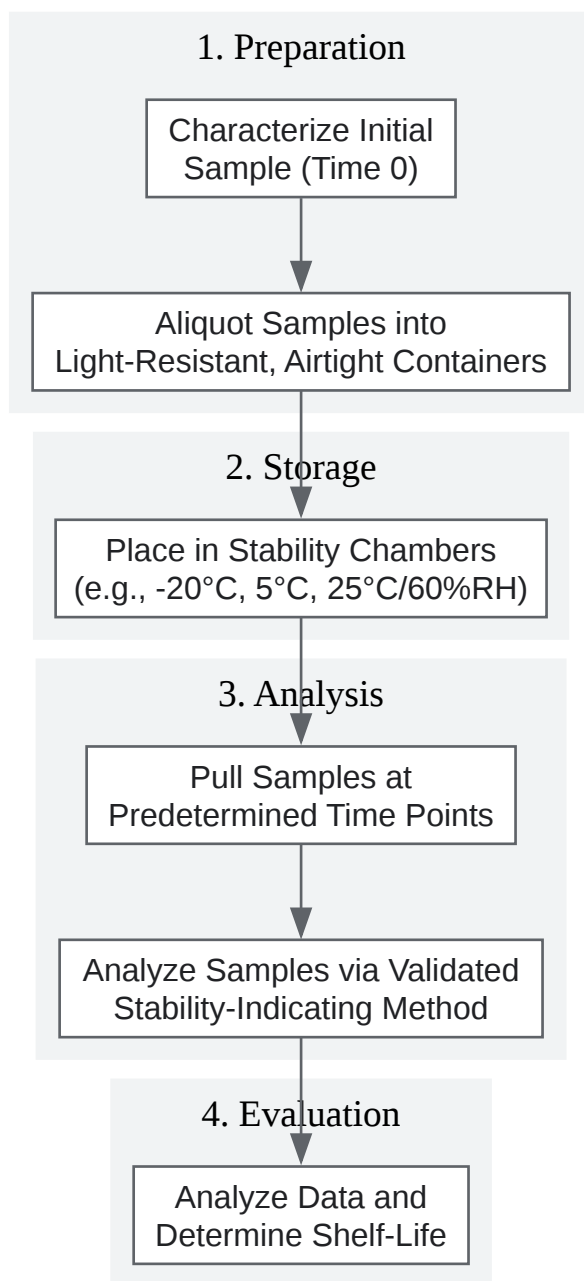 1. Preparation
Characterize Initial
Sample (Time 0)
Aliquot Samples into
Light-Resistant, Airtight Containers
2. Storage
Place in Stability Chambers
(e.g., -20°C, 5°C, 25°C/60%RH)
3. Analysis
Pull Samples at
Predetermined Time Points
Analyze Samples via Validated
Stability-Indicating Method
4. Evaluation
Analyze Data and
Determine Shelf-Life